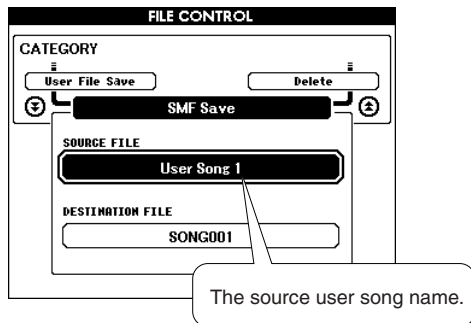 FILE CONTROL
CATEGORY
User File Save
Delete
SMF Save
SOURCE FILE
User Song 1
DESTINATION FILE
SONG001
The source user song name.